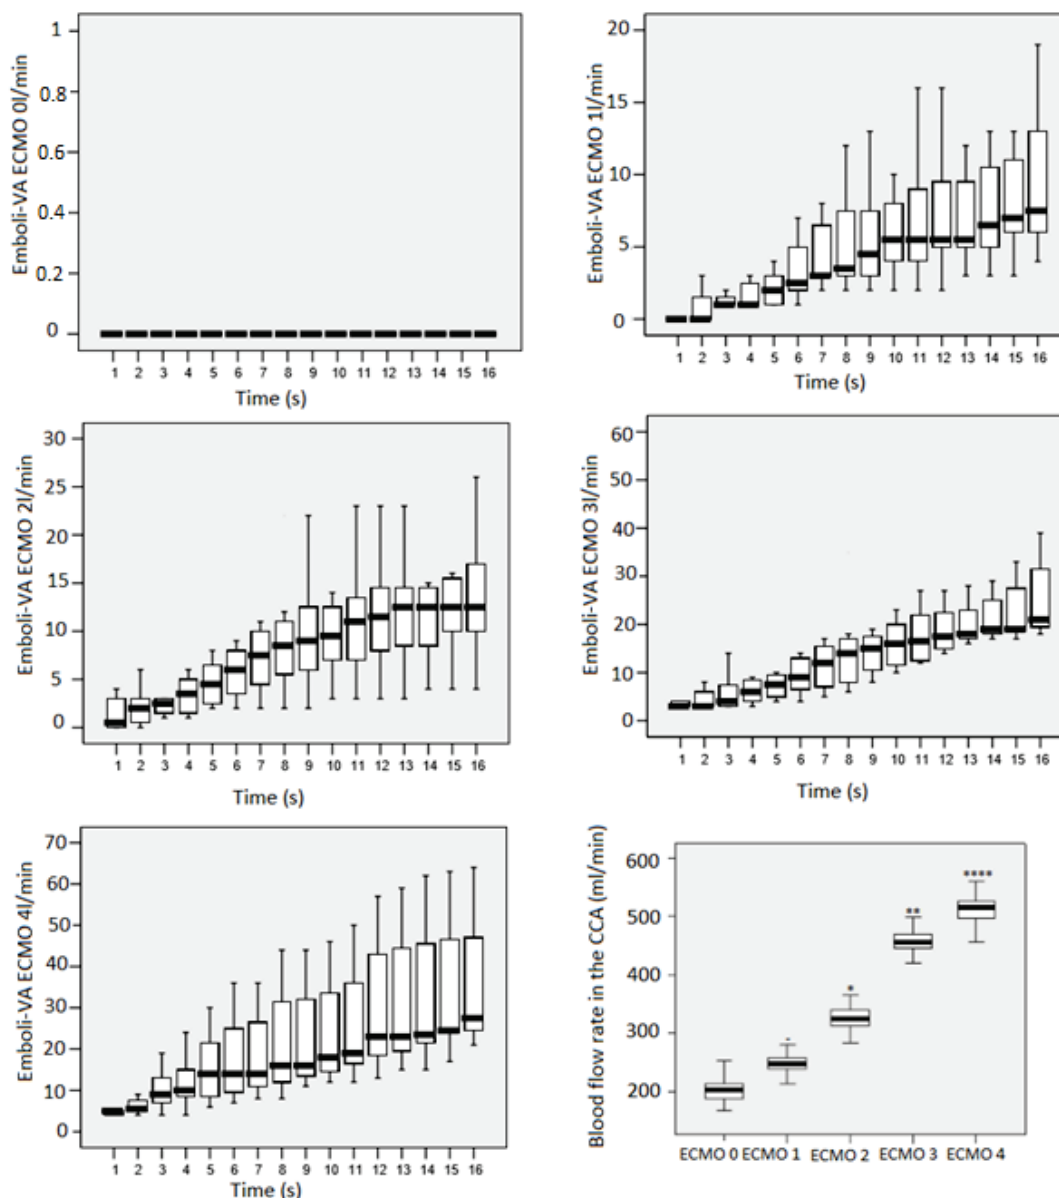 Emboli-VA ECMO 0l/min
1
0.8
0.6
0.4
0.2
0
1 2 3 4 5 6 7 8 9 10 11 12 13 14 15 16
Time (s)
Emboli-VA ECMO 1l/min
20
15
10
5
0
1 2 3 4 5 6 7 8 9 10 11 12 13 14 15 16
Time (s)
Emboli-VA ECMO 2l/min
30
25
20
15
10
5
0
1 2 3 4 5 6 7 8 9 10 11 12 13 14 15 16
Time (s)
Emboli-VA ECMO 3l/min
60
50
40
30
20
10
0
1 2 3 4 5 6 7 8 9 10 11 12 13 14 15 16
Time (s)
Emboli-VA ECMO 4l/min
70
60
50
40
30
20
10
0
1 2 3 4 5 6 7 8 9 10 11 12 13 14 15 16
Time (s)
Blood flow rate in the CCA (ml/min)
600
500
400
300
200
*
**
****
ECMO 0 ECMO 1 ECMO 2 ECMO 3 ECMO 4